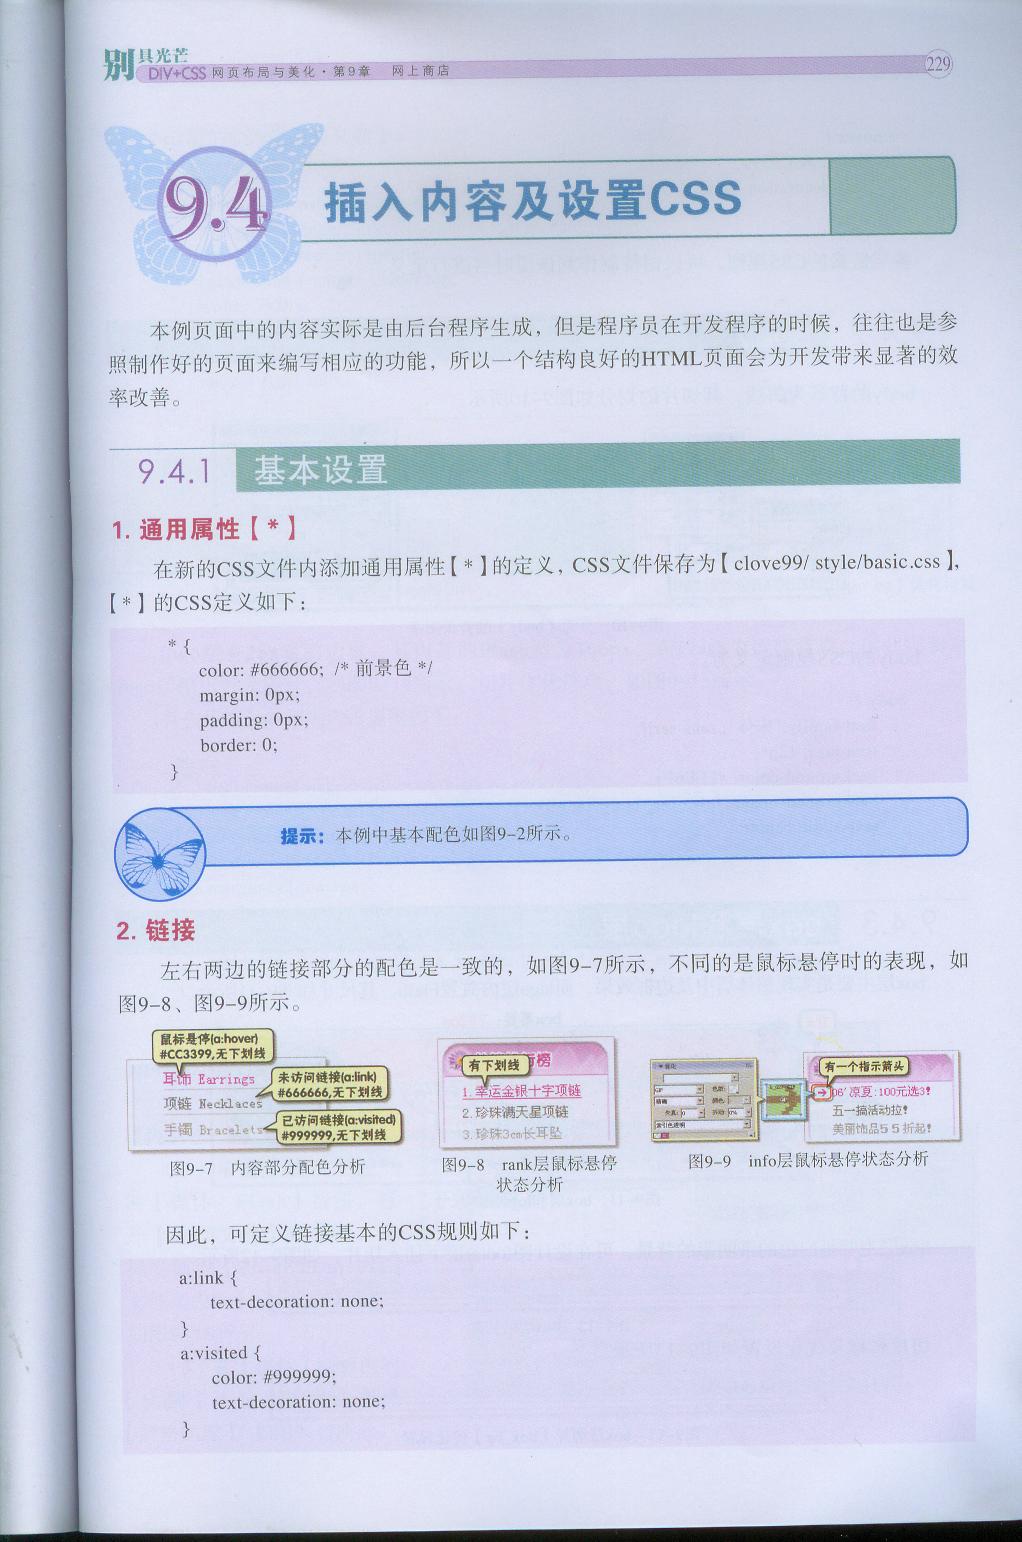 别具光芒
DIV+CSS 网页布局与美化·第9章 网上商店
229
9.4 插入内容及设置CSS
本例页面中的内容实际是由后台程序生成，但是程序员在开发程序的时候，往往也是参
照制作好的页面来编写相应的功能，所以一个结构良好的HTML页面会为开发带来显著的效
率改善。
9.4.1 基本设置
1. 通用属性【*】
在新的CSS文件内添加通用属性【*】的定义，CSS文件保存为【clove99/ style/basic.css】，
【*】的CSS定义如下：
* {
color: #666666; /* 前景色 */
margin: 0px;
padding: 0px;
border: 0;
}
提示：本例中基本配色如图9-2所示。
2. 链接
左右两边的链接部分的配色是一致的，如图9-7所示，不同的是鼠标悬停时的表现，如
图9-8、图9-9所示。
鼠标是停(a:hover)
#CC3399,无下划线
耳饰 Earrings
未访问链接(a:link)
#666666,无下划线
项链 Necklaces
已访问链接(a:visited)
#999999,无下划线
手镯 Bracelets
图9-7 内容部分配色分析
行榜
有下划线
1. 幸运金银十字项链
2. 珍珠满天星项链
3. 珍珠3cm长耳坠
图9-8 rank层鼠标悬停
状态分析
有一个指示箭头
06' 凉夏:100元选3!
五一搞活动拉!
美丽饰品55折起!
图9-9 info层鼠标悬停状态分析
因此，可定义链接基本的CSS规则如下：
a:link {
text-decoration: none;
}
a:visited {
color: #999999;
text-decoration: none;
}